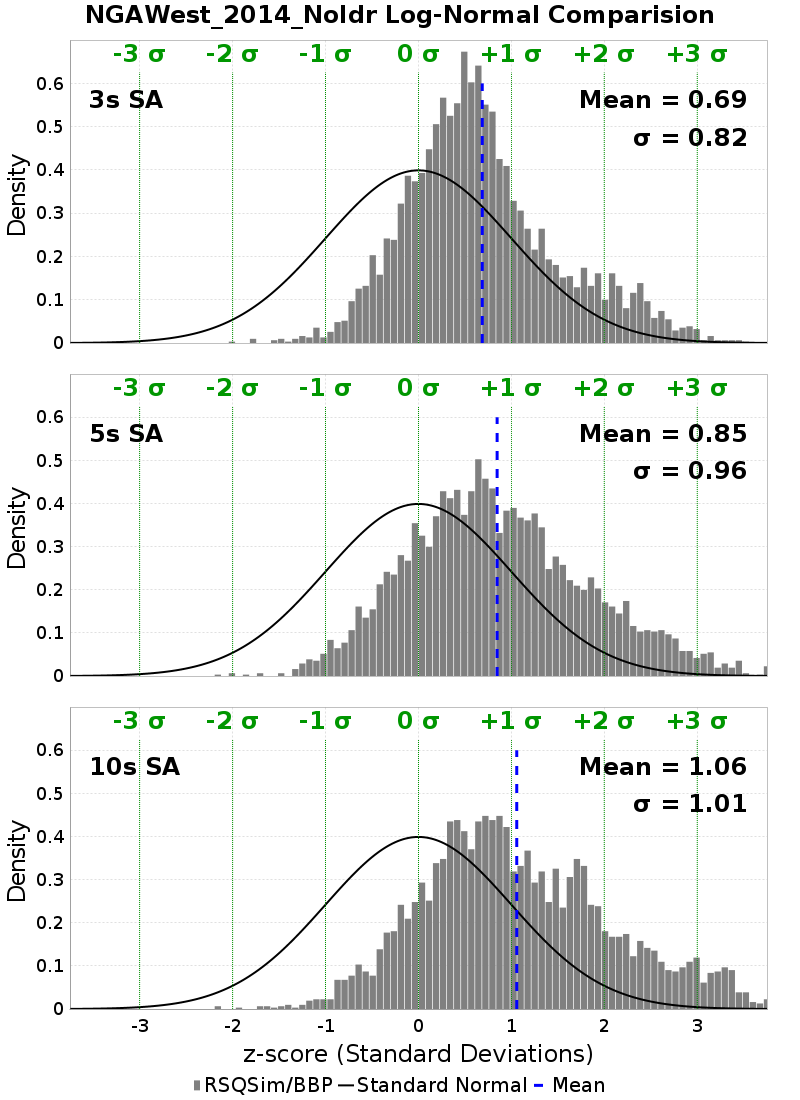 NGAWest_2014_NoIdr Log-Normal Comparision
-3 σ -2 σ -1 σ 0 σ +1 σ +2 σ +3 σ
3s SA
Mean = 0.69
σ = 0.82
Density
0.6
0.5
0.4
0.3
0.2
0.1
0
-3 σ -2 σ -1 σ 0 σ +1 σ +2 σ +3 σ
5s SA
Mean = 0.85
σ = 0.96
Density
0.6
0.5
0.4
0.3
0.2
0.1
0
-3 σ -2 σ -1 σ 0 σ +1 σ +2 σ +3 σ
10s SA
Mean = 1.06
σ = 1.01
Density
0.6
0.5
0.4
0.3
0.2
0.1
0
-3 -2 -1 0 1 2 3
z-score (Standard Deviations)
RSQSim/BBP Standard Normal Mean